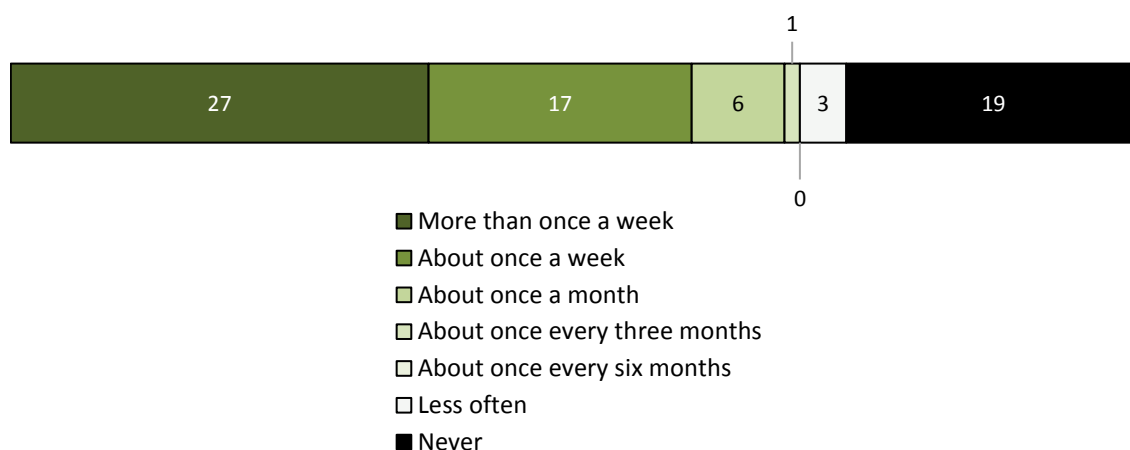 1
27 17 6 3 19
0
More than once a week
About once a week
About once a month
About once every three months
About once every six months
Less often
Never